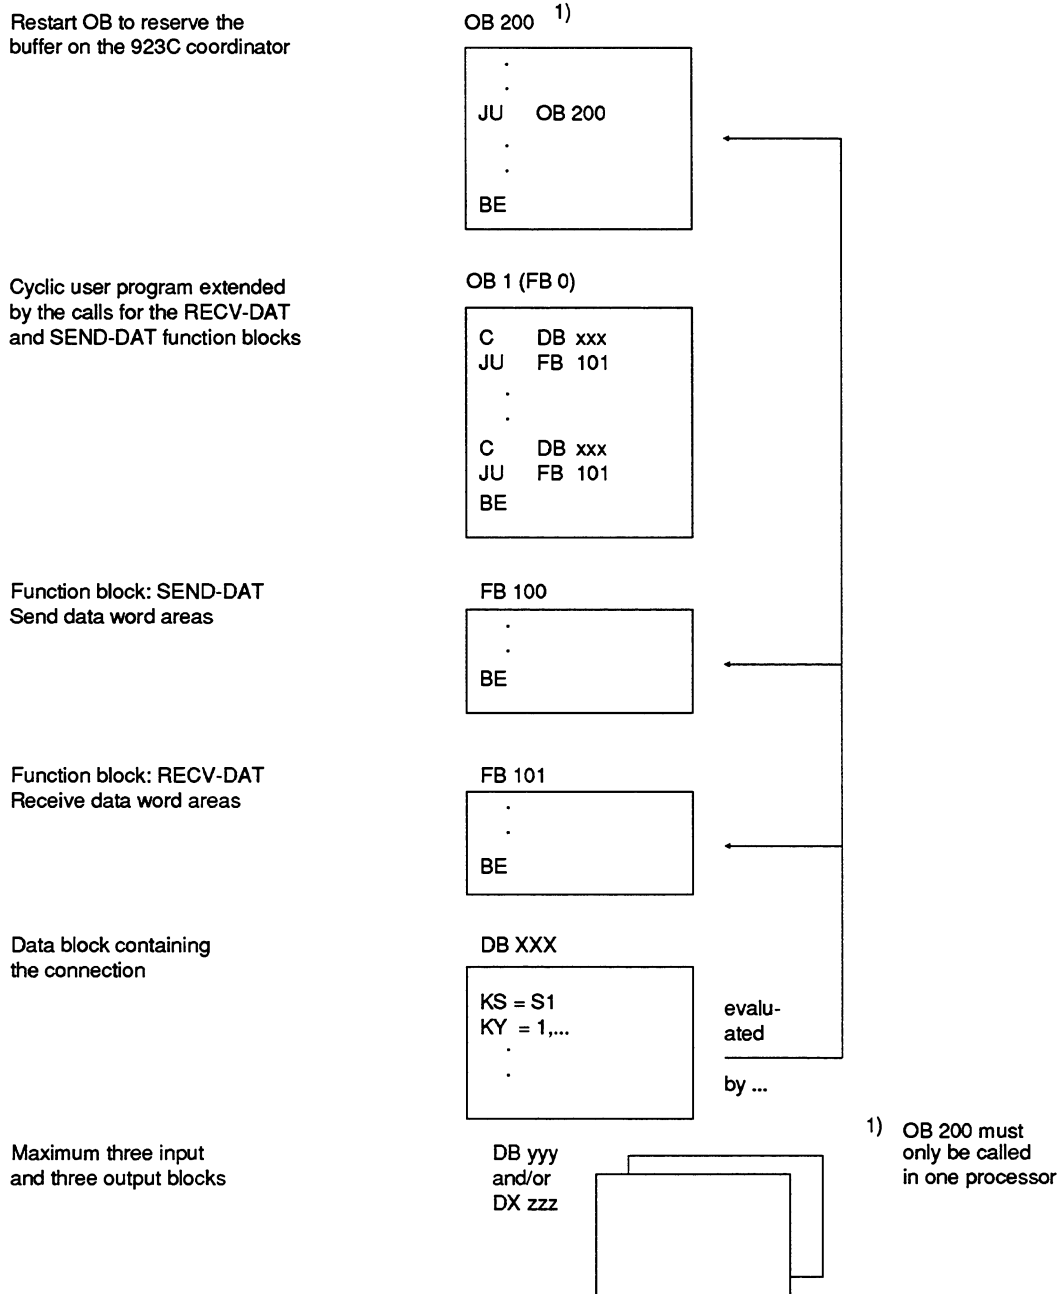 Restart OB to reserve the
buffer on the 923C coordinator
OB 200 1)
.
.
JU OB 200
.
.
BE
Cyclic user program extended
by the calls for the RECV-DAT
and SEND-DAT function blocks
OB 1 (FB 0)
C DB xxx
JU FB 101
.
.
C DB xxx
JU FB 101
BE
Function block: SEND-DAT
Send data word areas
FB 100
.
.
BE
Function block: RECV-DAT
Receive data word areas
FB 101
.
.
BE
Data block containing
the connection
DB XXX
KS = S1
KY = 1,...
.
.
evalu-
ated
by ...
Maximum three input
and three output blocks
DB yyy
and/or
DX zzz
1) OB 200 must
only be called
in one processor